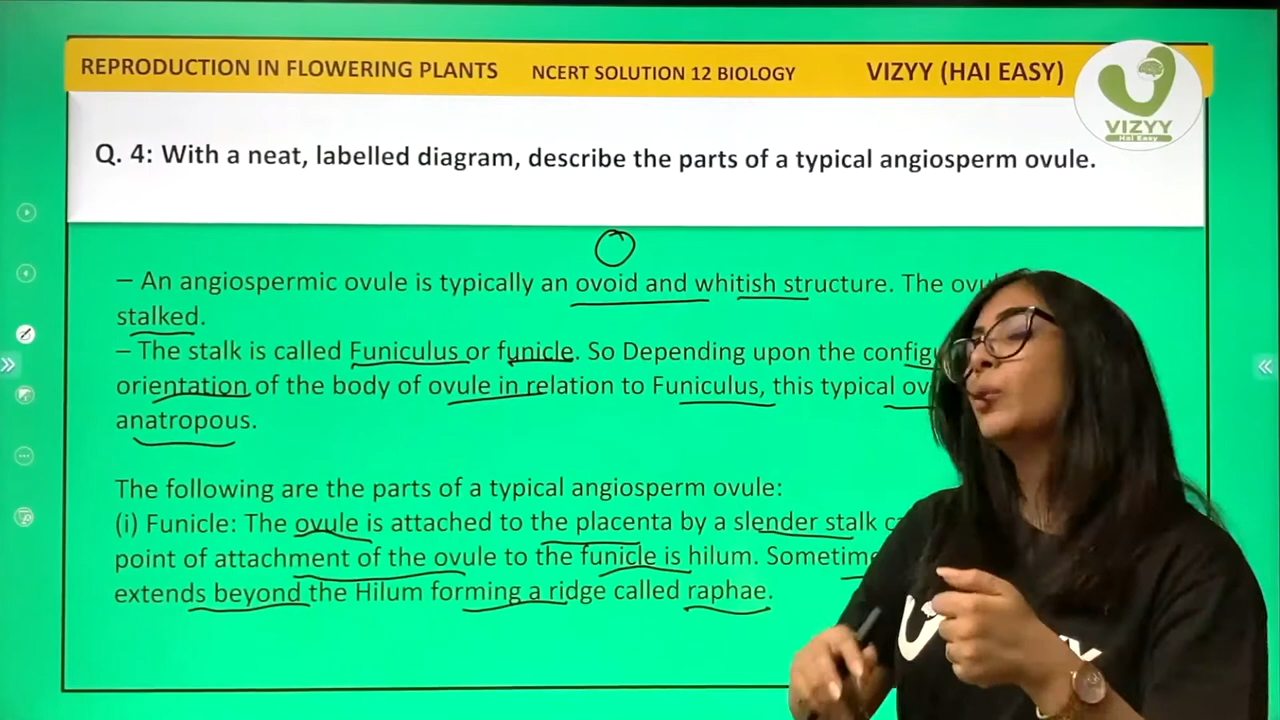 REPRODUCTION IN FLOWERING PLANTS NCERT SOLUTION 12 BIOLOGY VIZYY (HAI EASY)
VIZYY
Hai Easy
Q. 4: With a neat, labelled diagram, describe the parts of a typical angiosperm ovule.
– An angiospermic ovule is typically an ovoid and whitish structure. The
stalked.
– The stalk is called Funiculus or funicle. So Depending upon the
orientation of the body of ovule in relation to Funiculus, this typical
anatropous.
The following are the parts of a typical angiosperm ovule:
(i) Funicle: The ovule is attached to the placenta by a slender stalk
point of attachment of the ovule to the funicle is hilum.
extends beyond the Hilum forming a ridge called raphae.